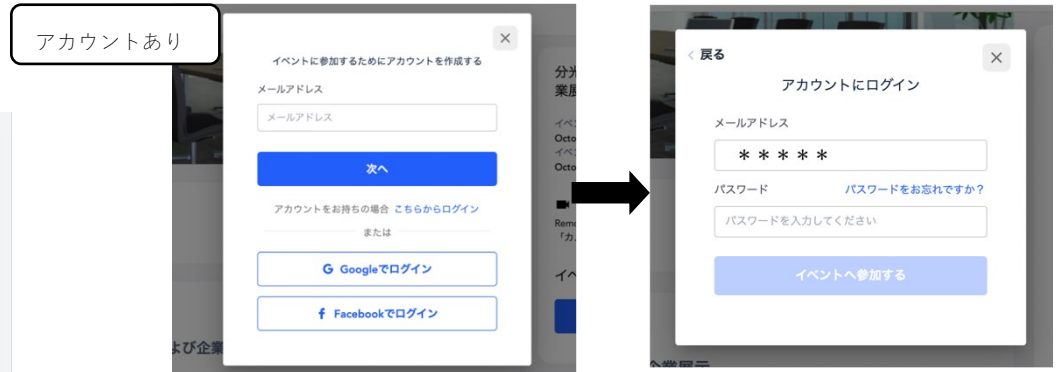 アカウントあり
イベントに参加するためにアカウントを作成する
メールアドレス
メールアドレス
次へ
アカウントをお持ちの場合 こちらからログイン
または
G Googleでログイン
f Facebookでログイン
よび企業
分光
業展
イベ
Octo
イベ
Octo
Remo
「カ
イベ
< 戻る
アカウントにログイン
メールアドレス
＊＊＊＊＊
パスワード パスワードをお忘れですか？
パスワードを入力してください
イベントへ参加する
企業展示